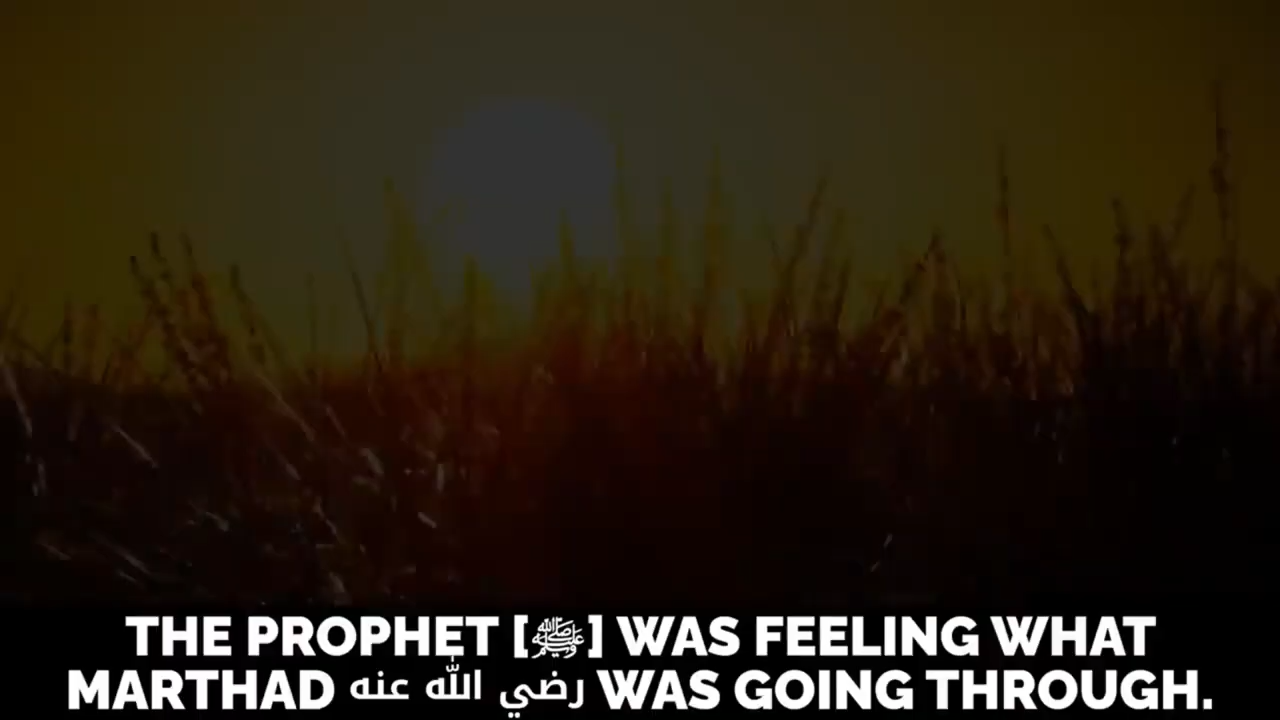 THE PROPHET [ﷺ] WAS FEELING WHAT
MARTHAD رضي الله عنه WAS GOING THROUGH.